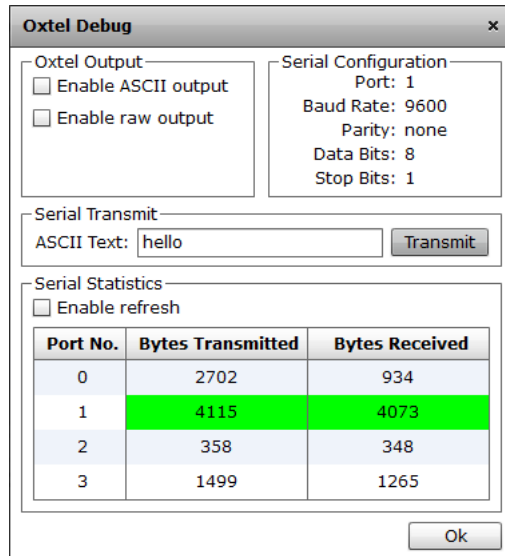 Oxtel Debug ×
Oxtel Output
Enable ASCII output
Enable raw output
Serial Configuration
Port: 1
Baud Rate: 9600
Parity: none
Data Bits: 8
Stop Bits: 1
Serial Transmit
ASCII Text: hello Transmit
Serial Statistics
Enable refresh
Port No. Bytes Transmitted Bytes Received
0 2702 934
1 4115 4073
2 358 348
3 1499 1265
Ok